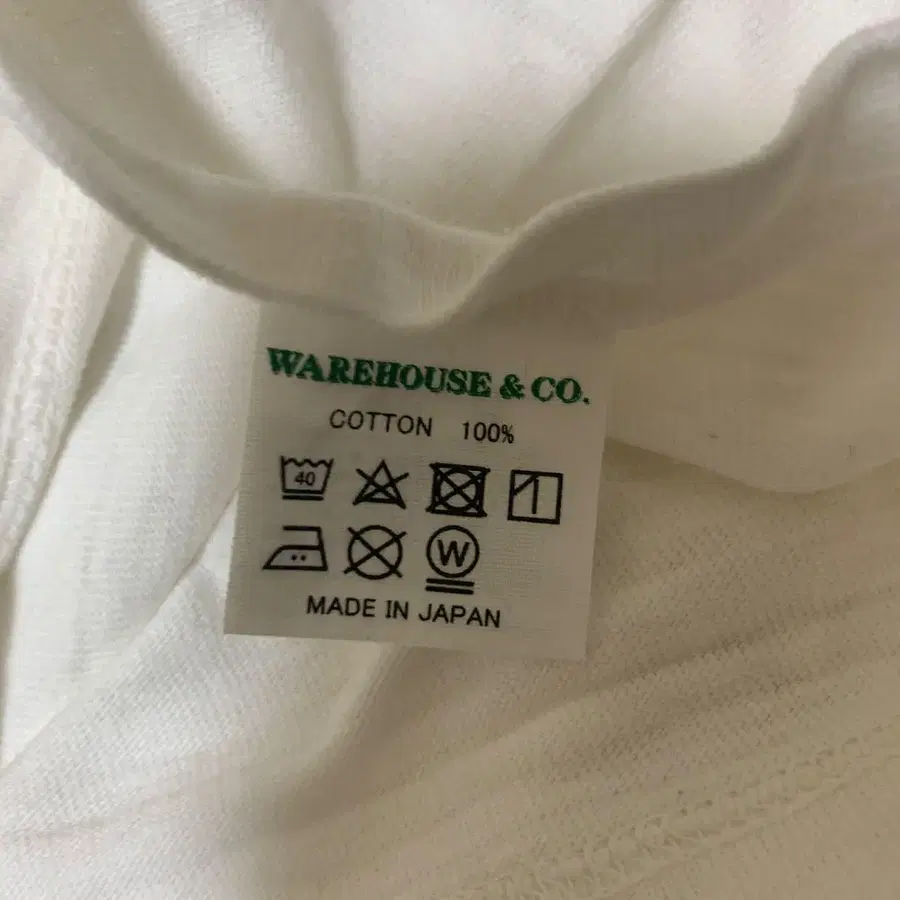 WAREHOUSE & CO.
COTTON 100%
40
W
MADE IN JAPAN